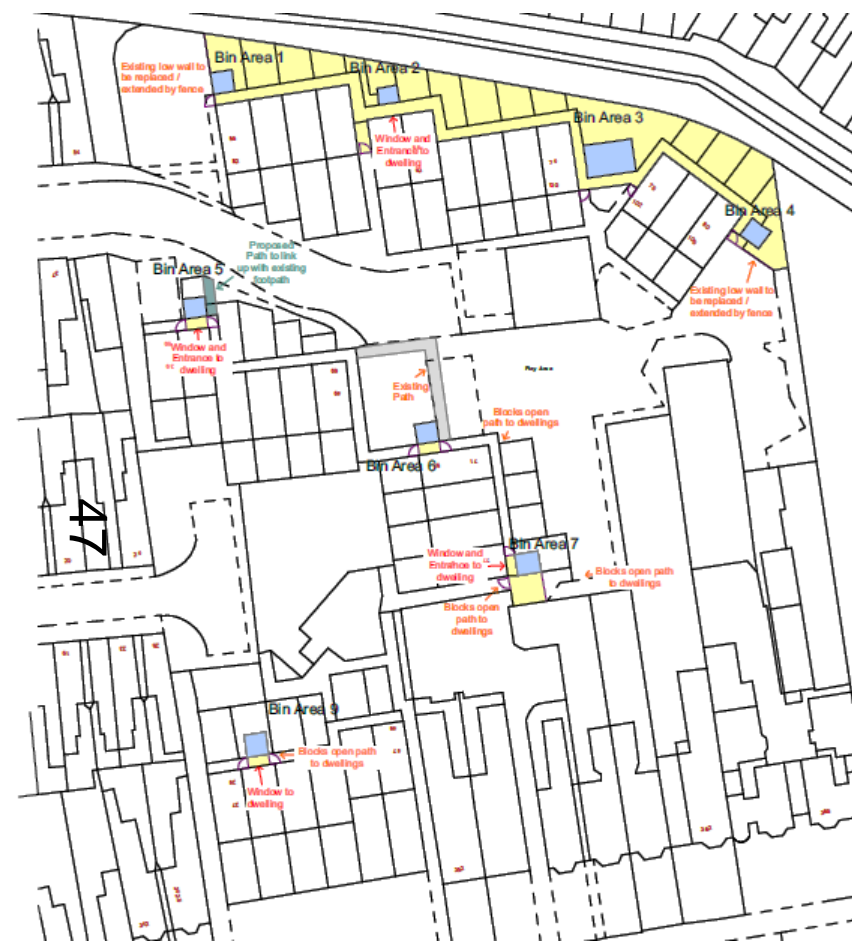 Bin Area 1
Existing low wall to
be replaced /
extended by fence
Bin Area 2
Window and
Entrance to
dwelling
Bin Area 3
Bin Area 4
Existing low wall to
be replaced /
extended by fence
Proposed
Path to link
up with existing
footpath
Bin Area 5
Window and
Entrance to
dwelling
Existing
Path
Play Area
Blocks open
path to dwellings
Bin Area 6
Bin Area 7
Window and
Entrance to
dwelling
Blocks open path
to dwellings
Blocks open
path to
dwellings
47
Bin Area 9
Blocks open path
to dwellings
Window to
dwelling